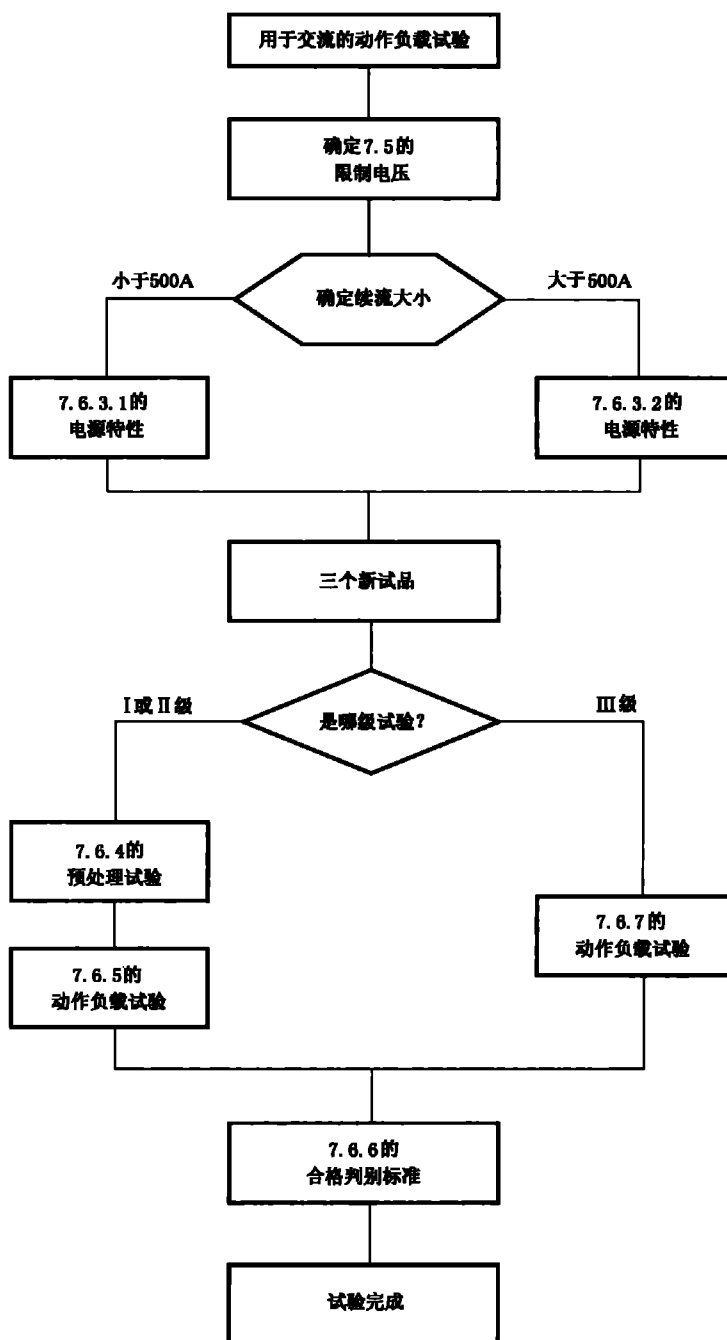 用于交流的动作负载试验
确定7.5的
限制电压
小于500A
确定续流大小
大于500A
7.6.3.1的
电源特性
7.6.3.2的
电源特性
三个新试品
I或II级
是哪级试验?
III级
7.6.4的
预处理试验
7.6.7的
动作负载试验
7.6.5的
动作负载试验
7.6.6的
合格判别标准
试验完成